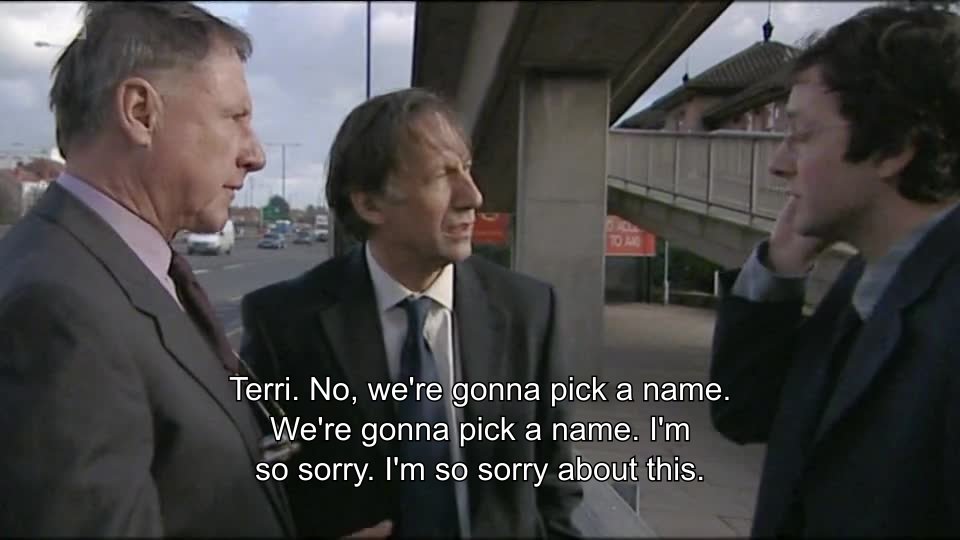 Terri. No, we're gonna pick a name.
We're gonna pick a name. I'm
so sorry. I'm so sorry about this.
TO A40